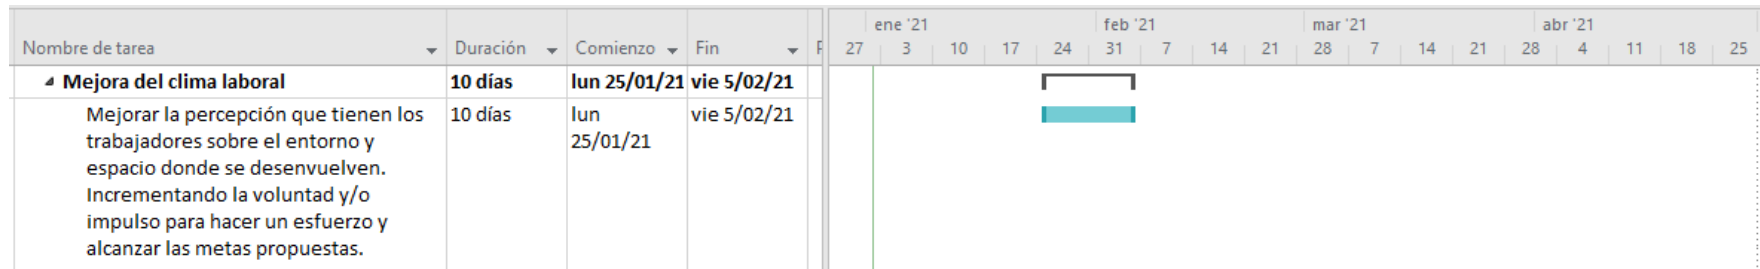 ene '21 feb '21 mar '21 abr '21
Nombre de tarea Duración Comienzo Fin 27 3 10 17 24 31 7 14 21 28 7 14 21 28 4 11 18 25
Mejora del clima laboral 10 días lun 25/01/21 vie 5/02/21
Mejorar la percepción que tienen los 10 días lun vie 5/02/21
trabajadores sobre el entorno y 25/01/21
espacio donde se desenvuelven.
Incrementando la voluntad y/o
impulso para hacer un esfuerzo y
alcanzar las metas propuestas.